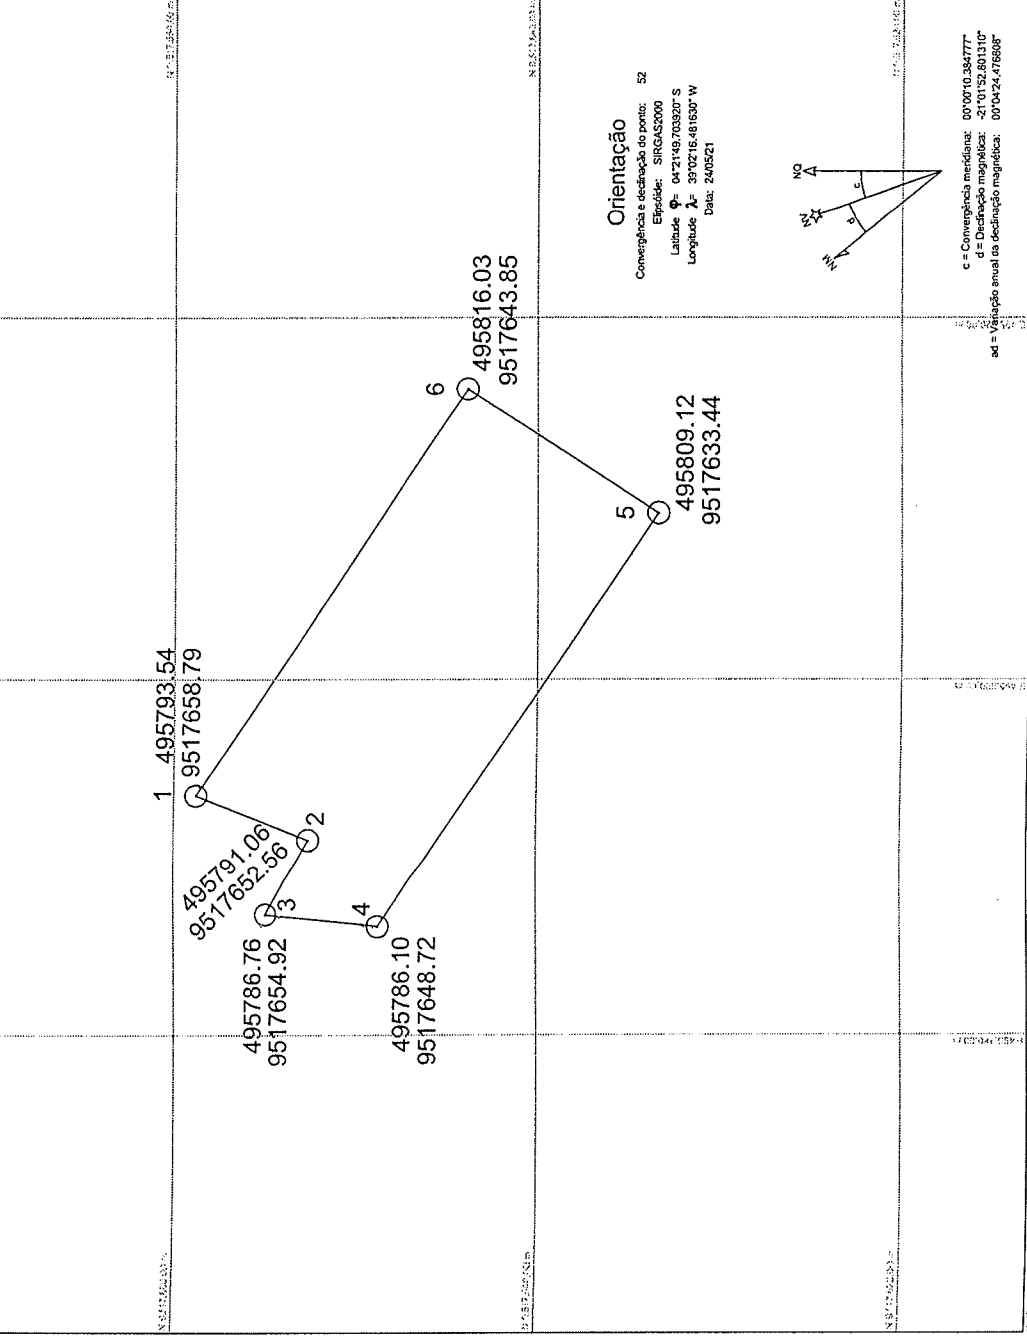 1
495793.54
9517658.79
495791.06
9517652.56
2
3
495786.76
9517654.92
4
495786.10
9517648.72
6
495816.03
9517643.85
5
495809.12
9517633.44
Orientação
Convergência e declinação do ponto: 52
Elipsóide: SIRGAS2000
Latitude φ= 04°21'49,703920" S
Longitude λ= 39°02'16,481630" W
Data: 24/05/21
NQ
NM
c
d
c = Convergência meridiana: 00°00'10.384777"
d = Declinação magnética: -21°01'52.801310"
ad = Variação anual da declinação magnética: 00°04'24.476608"